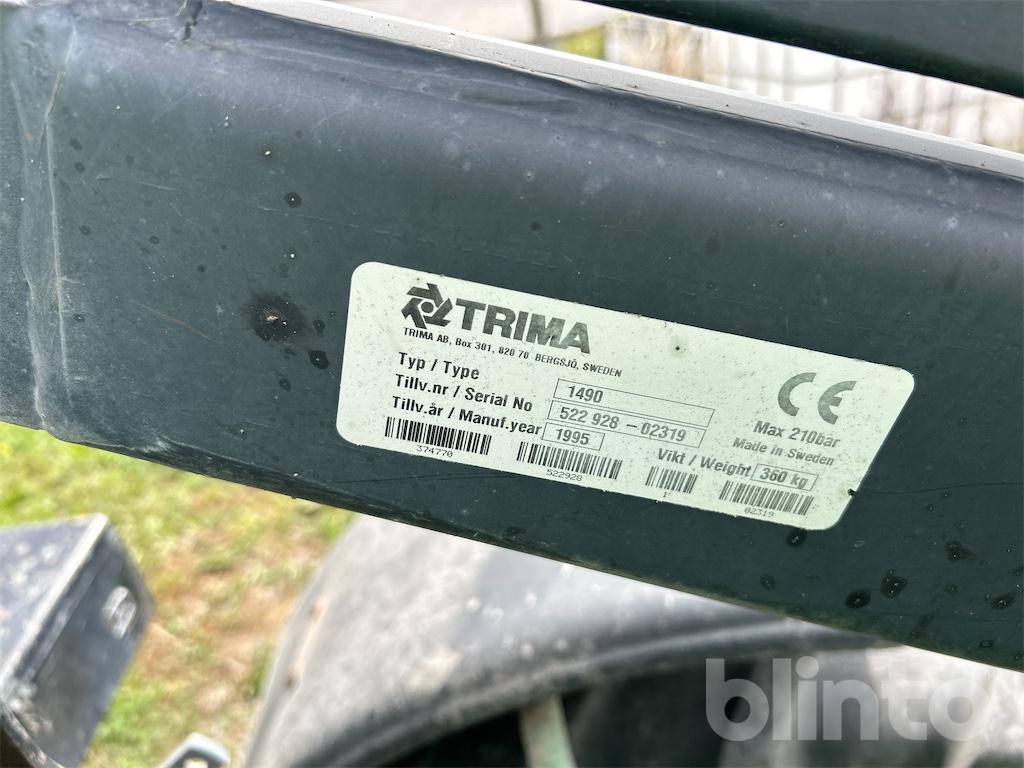 TRIMA
TRIMA AB, Box 301, 820 70 BERGSJÖ, SWEDEN
Typ / Type 1490
Tillv.nr / Serial No 522 928 - 02319
Tillv.år / Manuf.year 1995
CE
Max 210bar
Made in Sweden
Vikt / Weight 360 kg
374770
522928
1
02319
blinto